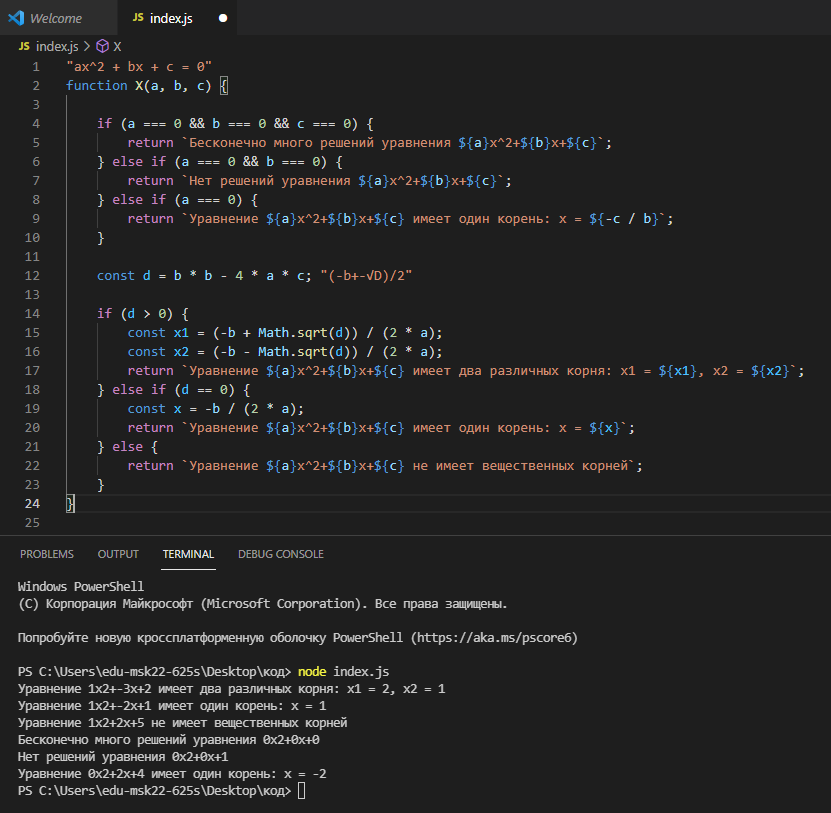 Welcome
JS index.js ●
JS index.js > X
1 "ax^2 + bx + c = 0"
2 function X(a, b, c) {
3
4 if (a === 0 && b === 0 && c === 0) {
5 return `Бесконечно много решений уравнения ${a}x^2+${b}x+${c}`;
6 } else if (a === 0 && b === 0) {
7 return `Нет решений уравнения ${a}x^2+${b}x+${c}`;
8 } else if (a === 0) {
9 return `Уравнение ${a}x^2+${b}x+${c} имеет один корень: x = ${-c / b}`;
10 }
11
12 const d = b * b - 4 * a * c; "(-b+-√D)/2"
13
14 if (d > 0) {
15 const x1 = (-b + Math.sqrt(d)) / (2 * a);
16 const x2 = (-b - Math.sqrt(d)) / (2 * a);
17 return `Уравнение ${a}x^2+${b}x+${c} имеет два различных корня: x1 = ${x1}, x2 = ${x2}`;
18 } else if (d == 0) {
19 const x = -b / (2 * a);
20 return `Уравнение ${a}x^2+${b}x+${c} имеет один корень: x = ${x}`;
21 } else {
22 return `Уравнение ${a}x^2+${b}x+${c} не имеет вещественных корней`;
23 }
24 }
25
PROBLEMS OUTPUT TERMINAL DEBUG CONSOLE
Windows PowerShell
(C) Корпорация Майкрософт (Microsoft Corporation). Все права защищены.
Попробуйте новую кроссплатформенную оболочку PowerShell (https://aka.ms/pscore6)
PS C:\Users\edu-msk22-625s\Desktop\код> node index.js
Уравнение 1x2+-3x+2 имеет два различных корня: x1 = 2, x2 = 1
Уравнение 1x2+-2x+1 имеет один корень: x = 1
Уравнение 1x2+2x+5 не имеет вещественных корней
Бесконечно много решений уравнения 0x2+0x+0
Нет решений уравнения 0x2+0x+1
Уравнение 0x2+2x+4 имеет один корень: x = -2
PS C:\Users\edu-msk22-625s\Desktop\код>